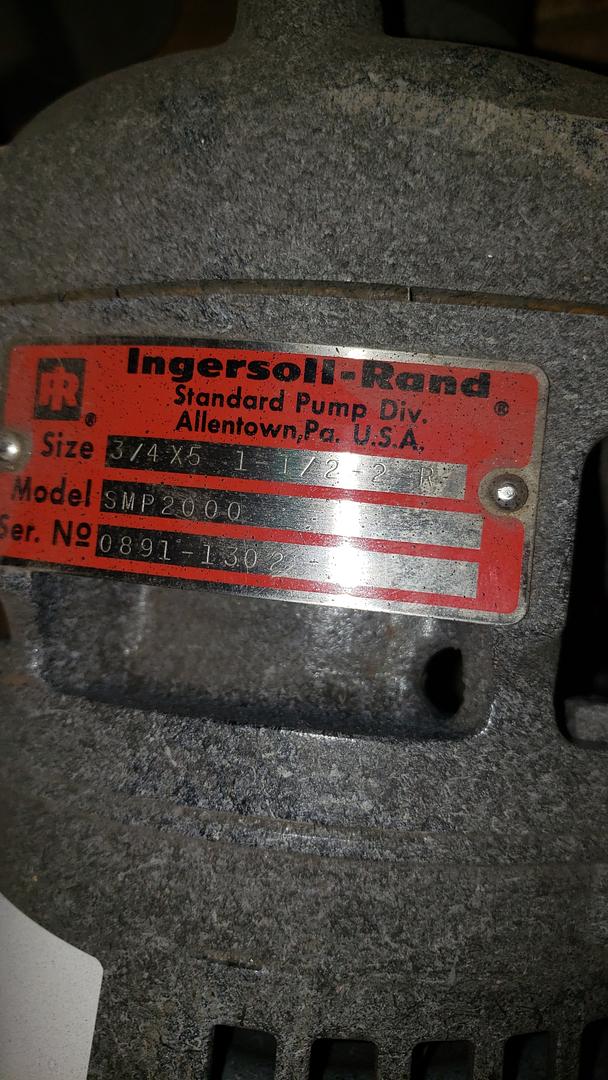 IR ®
Ingersoll-Rand ®
Standard Pump Div.
Allentown,Pa. U.S.A.
Size 3/4X5 1-1/2-2 R
Model SMP2000
Ser. Nº 0891-1302